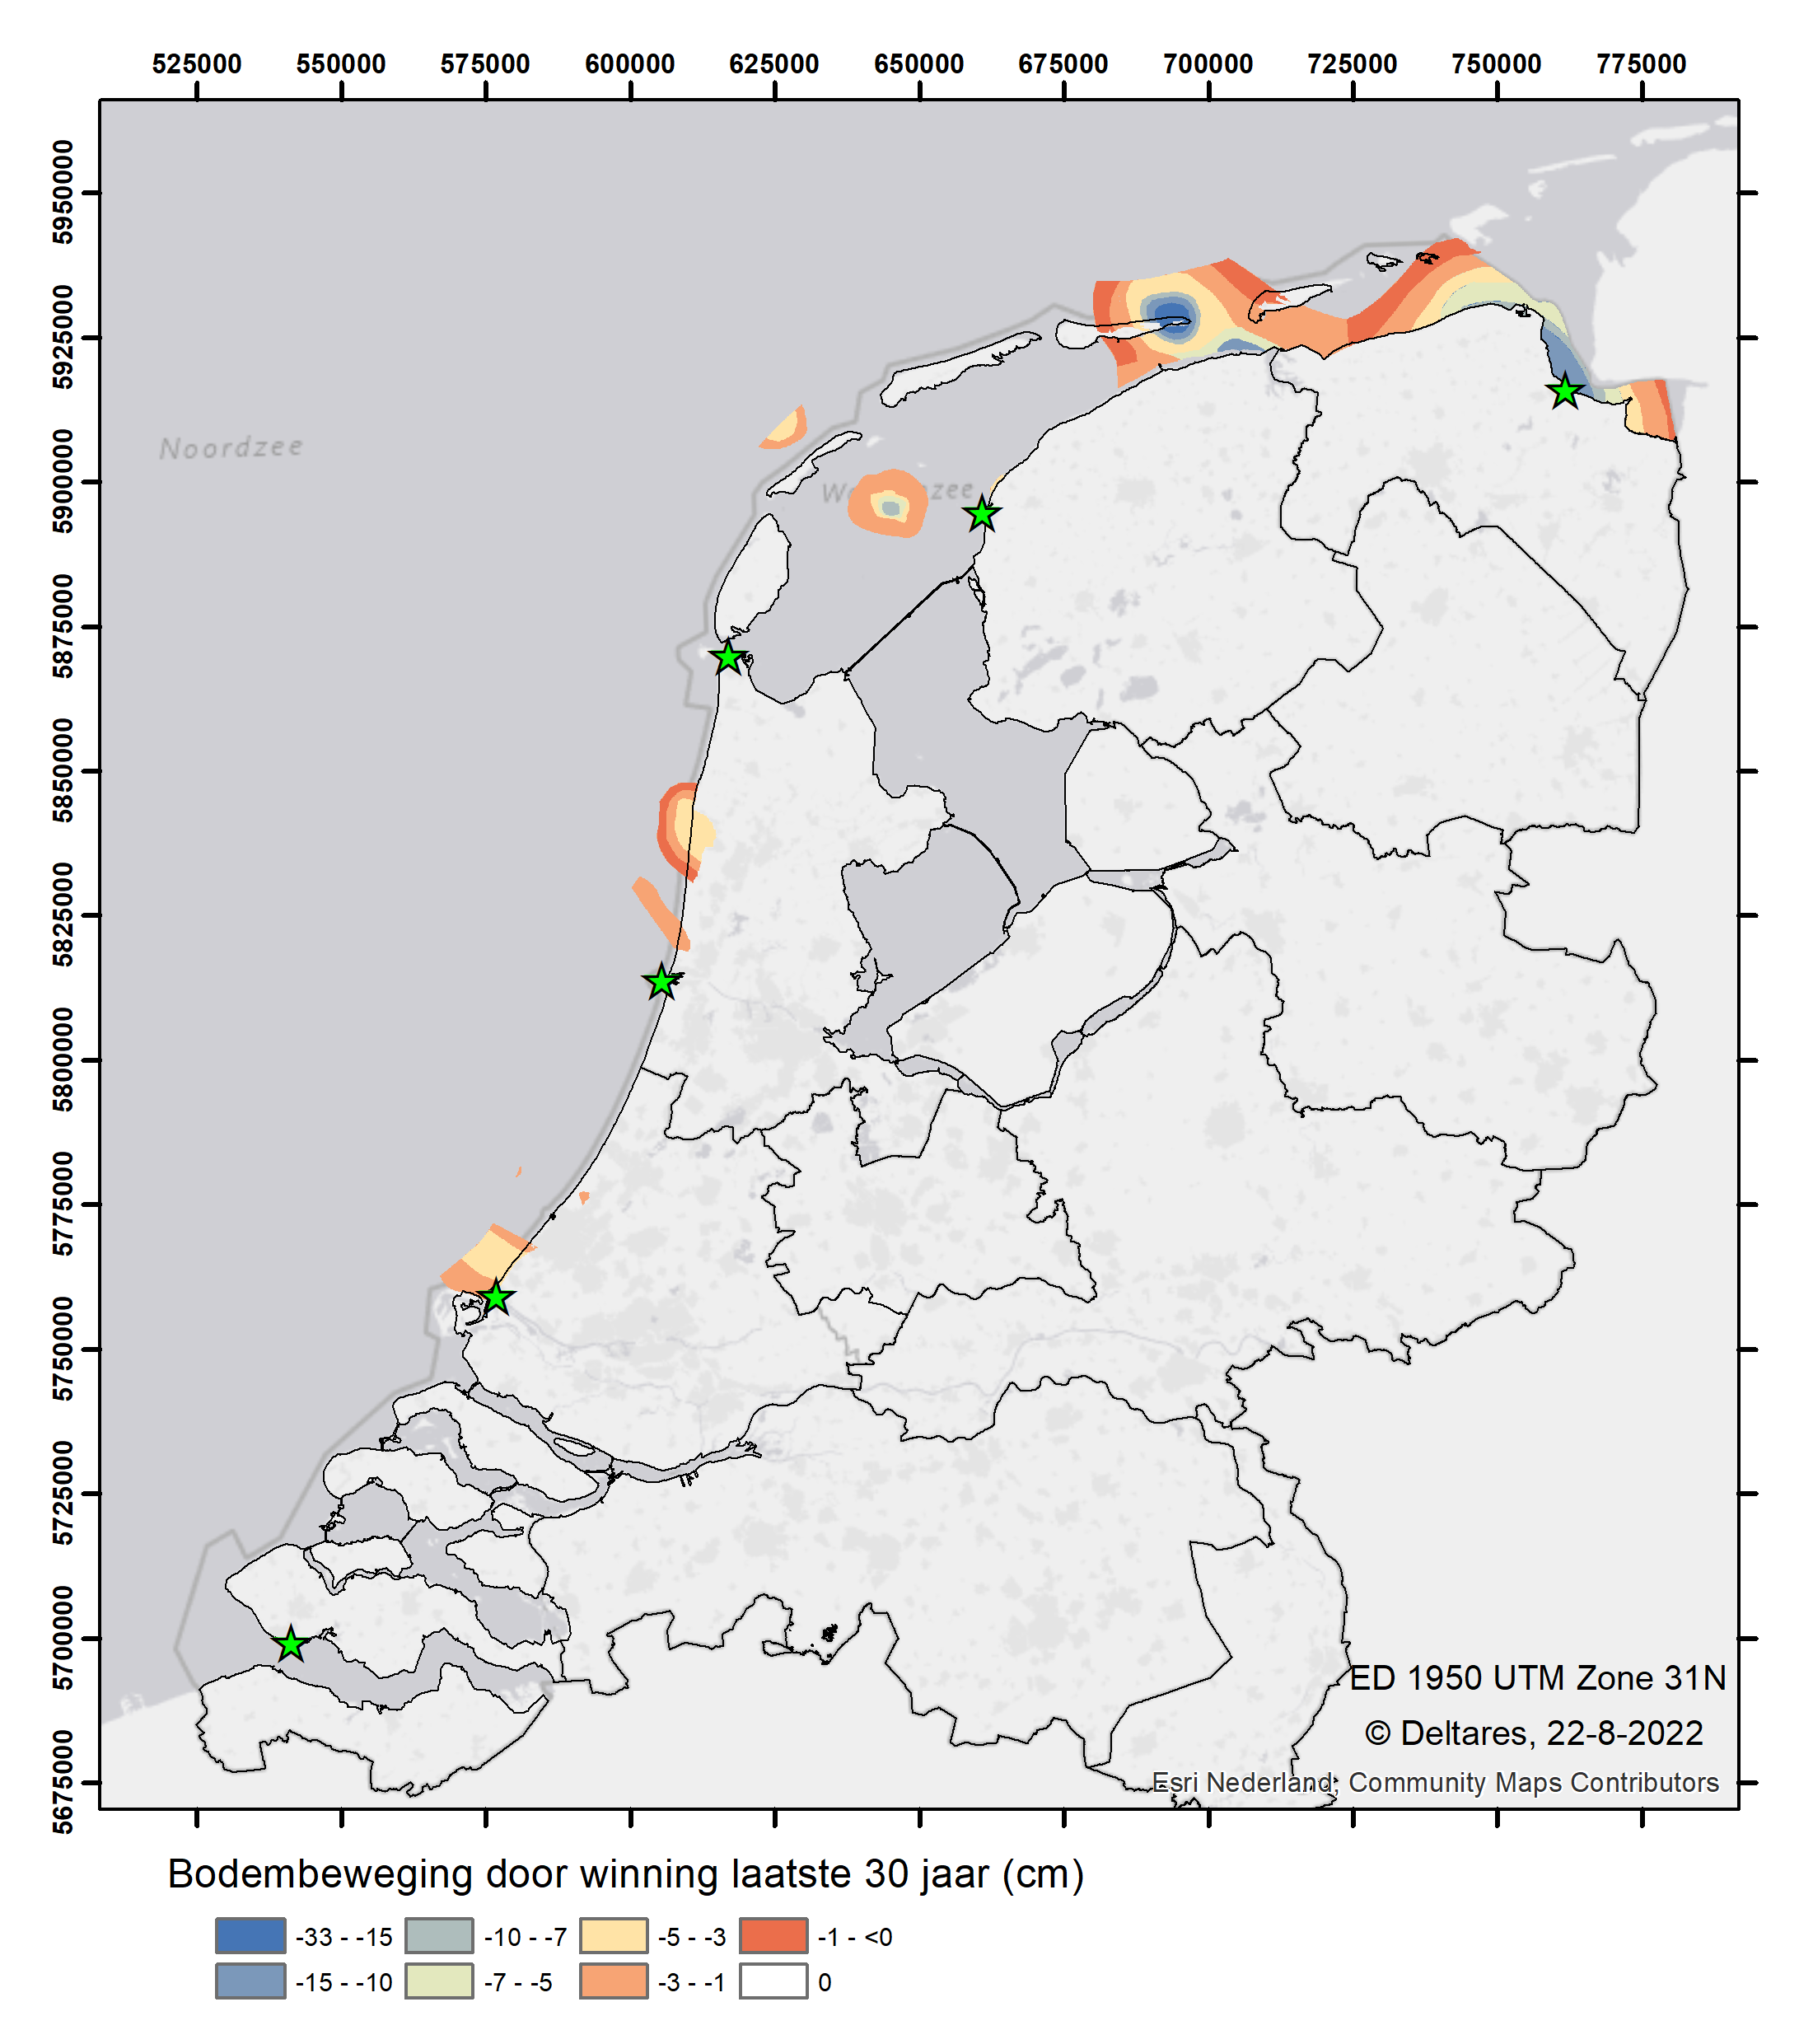 525000 550000 575000 600000 625000 650000 675000 700000 725000 750000 775000
5950000
5925000
5900000
5875000
5850000
5825000
5800000
5775000
5750000
5725000
5700000
5675000
Noordzee
ED 1950 UTM Zone 31N
© Deltares, 22-8-2022
Esri Nederland, Community Maps Contributors
Bodembeweging door winning laatste 30 jaar (cm)
-33 - -15 -10 - -7 -5 - -3 -1 - <0
-15 - -10 -7 - -5 -3 - -1 0